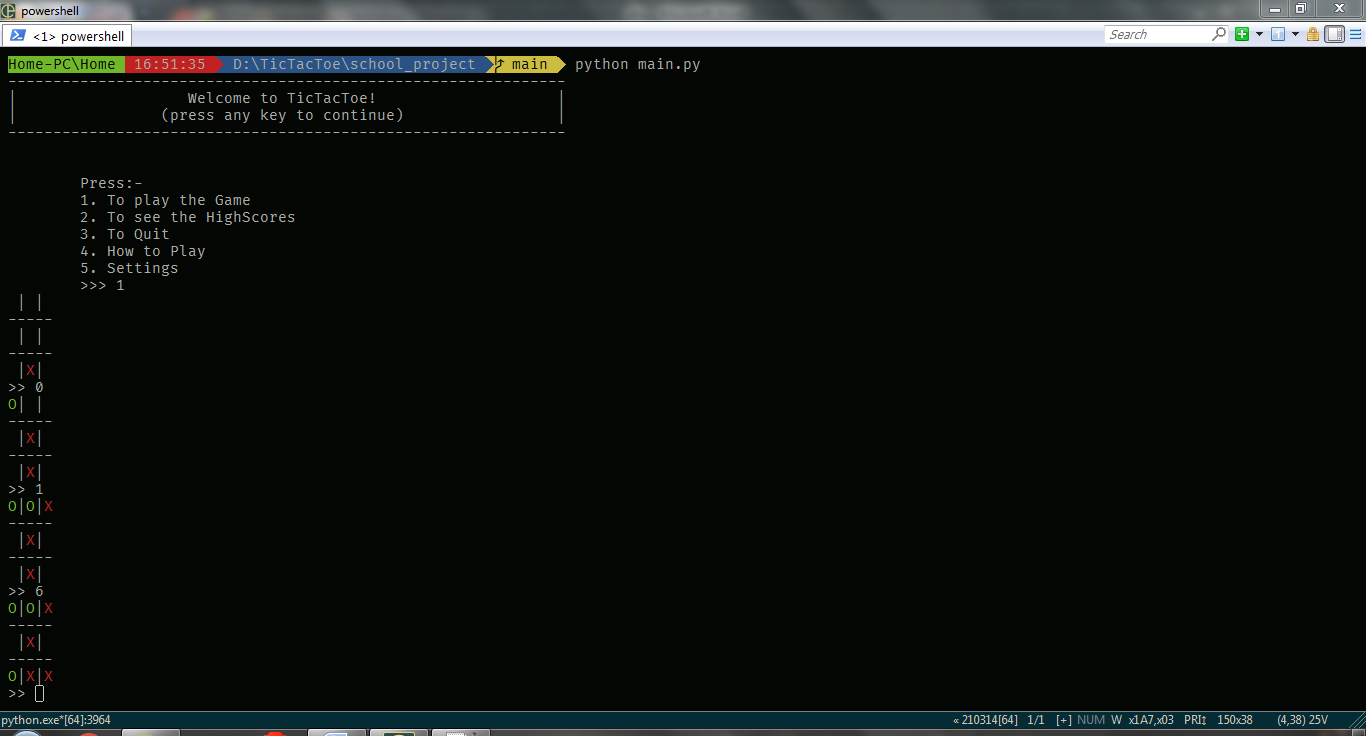 powershell
<1> powershell
Search
Home-PC\Home 16:51:35 D:\TicTacToe\school_project main python main.py
--------------------------------------------------------------
| Welcome to TicTacToe! |
| (press any key to continue) |
--------------------------------------------------------------
Press:-
1. To play the Game
2. To see the HighScores
3. To Quit
4. How to Play
5. Settings
>>> 1
 | | 
-----
 | | 
-----
 |X| 
>> 0
O| | 
-----
 |X| 
-----
 |X| 
>> 1
O|O|X
-----
 |X| 
-----
 |X| 
>> 6
O|O|X
-----
 |X| 
-----
O|X|X
>>
python.exe*[64]:3964 « 210314[64] 1/1 [+] NUM W x1A7,x03 PRI↕ 150x38 (4,38) 25V